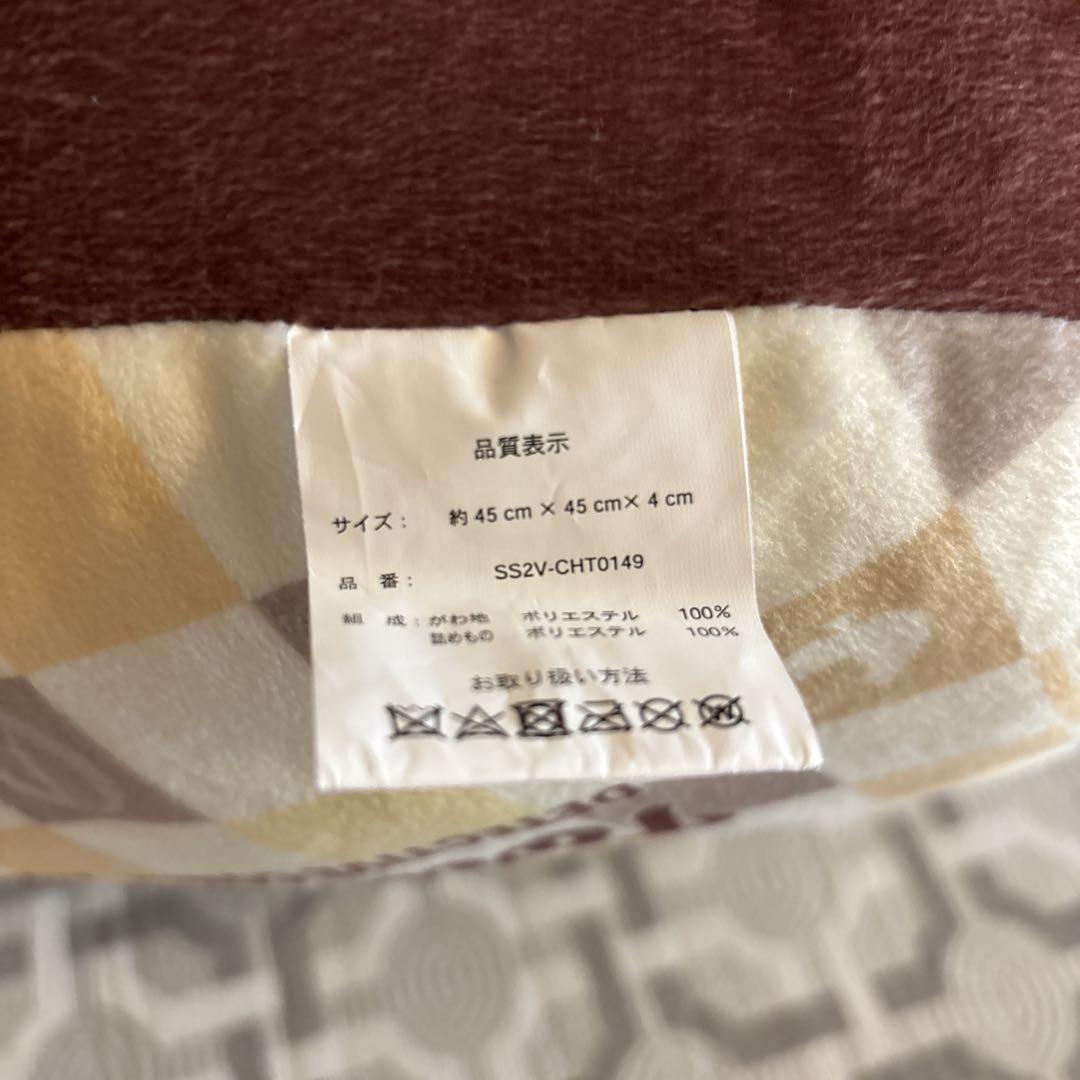 品質表示
サイズ： 約 45 cm × 45 cm× 4 cm
品 番： SS2V-CHT0149
組 成：がわ地 ポリエステル 100%
詰めもの ポリエステル 100%
お取り扱い方法